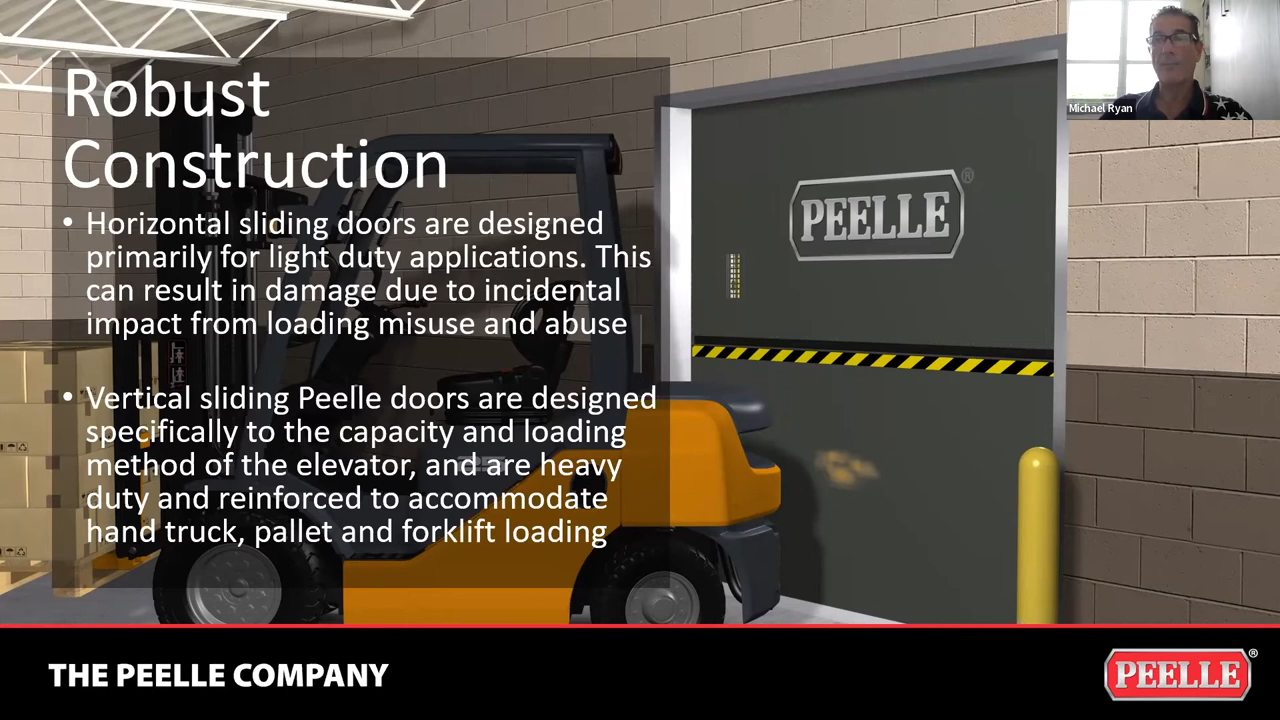 Robust
Construction
• Horizontal sliding doors are designed
primarily for light duty applications. This
can result in damage due to incidental
impact from loading misuse and abuse
• Vertical sliding Peelle doors are designed
specifically to the capacity and loading
method of the elevator, and are heavy
duty and reinforced to accommodate
hand truck, pallet and forklift loading
PEELLE®
Michael Ryan
THE PEELLE COMPANY
PEELLE®